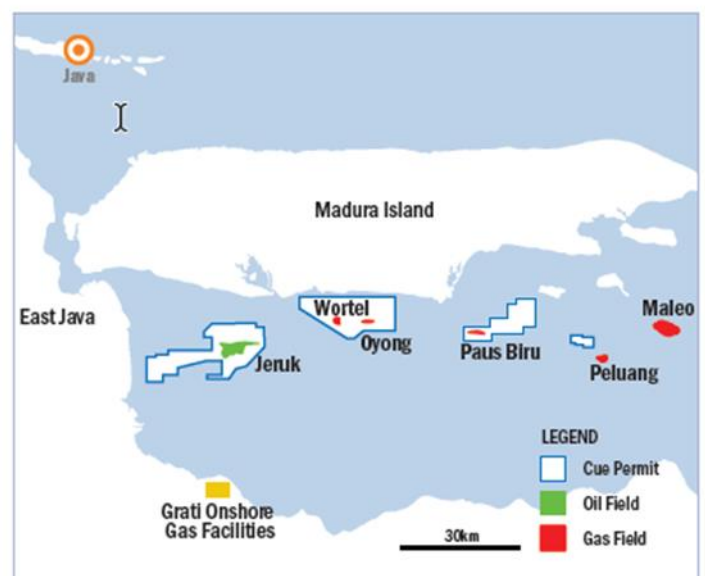 Java
Madura Island
East Java
Wortel
Oyong
Maleo
Jeruk
Paus Biru
Peluang
LEGEND
Cue Permit
Oil Field
Gas Field
Grati Onshore
Gas Facilities
30km